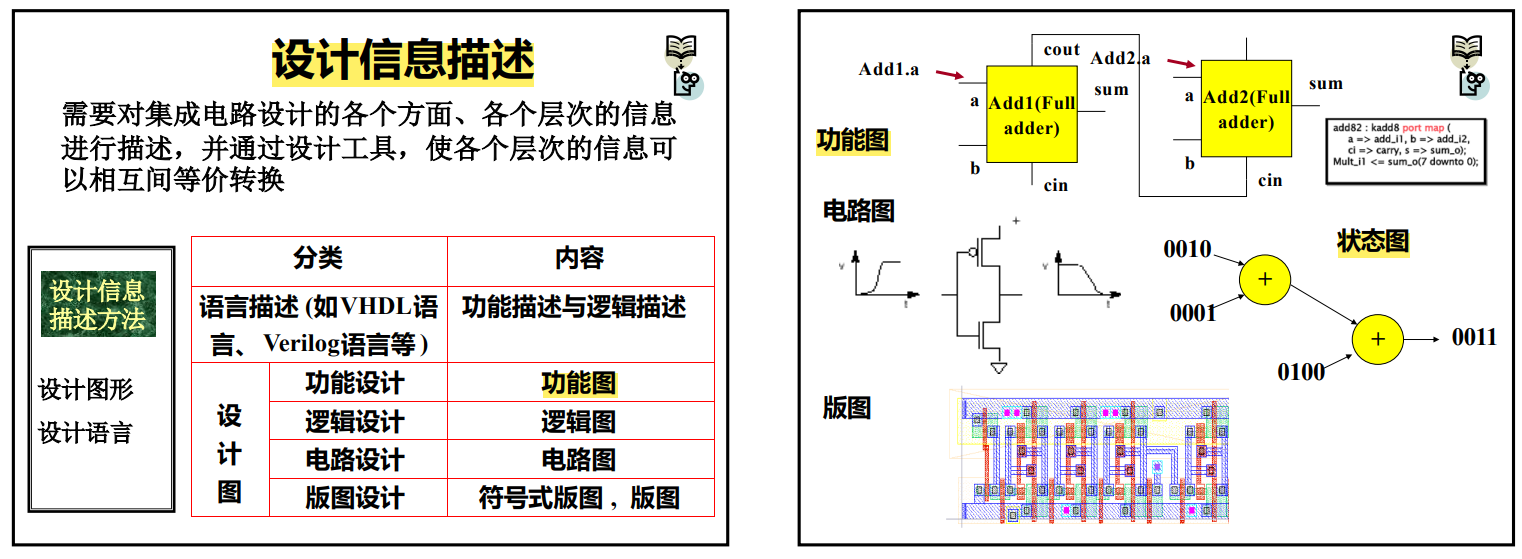 设计信息描述
需要对集成电路设计的各个方面、各个层次的信息
进行描述，并通过设计工具，使各个层次的信息可
以相互间等价转换
设计信息
描述方法
设计图形
设计语言
分类 内容
语言描述 (如VHDL语 功能描述与逻辑描述
言、 Verilog语言等 )
设计图
功能设计 功能图
逻辑设计 逻辑图
电路设计 电路图
版图设计 符号式版图 , 版图
cout
Add1.a
Add2.a
a
Add1(Full
adder)
sum
b
cin
a
Add2(Full
adder)
sum
b
cin
功能图
add82 : kadd8 port map (
a => add_i1, b => add_i2,
ci => carry, s => sum_o);
Mult_i1 <= sum_o(7 downto 0);
电路图
+
V
V
状态图
0010
+
0001
+
0011
0100
版图